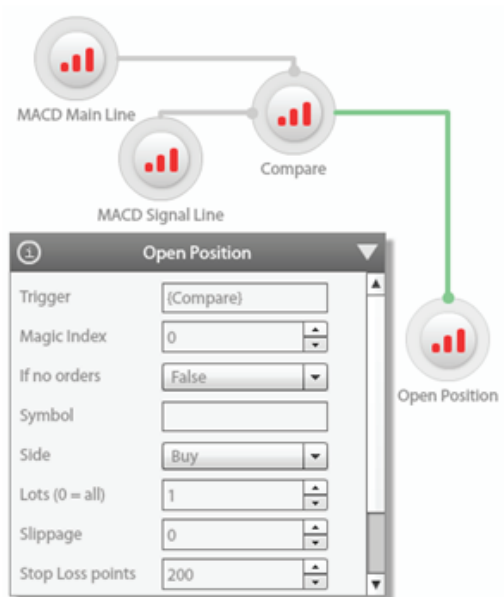 MACD Main Line
Compare
MACD Signal Line
Open Position
Open Position
Trigger {Compare}
Magic Index 0
If no orders False
Symbol
Side Buy
Lots (0 = all) 1
Slippage 0
Stop Loss points 200